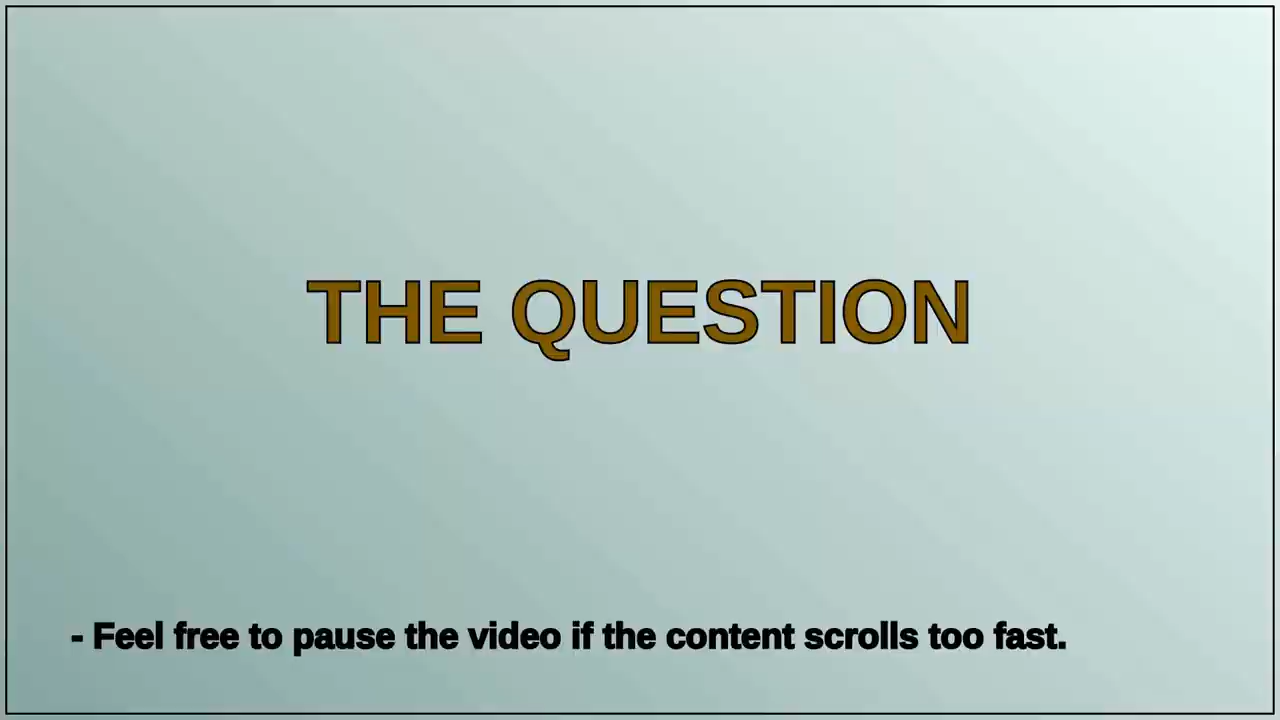 THE QUESTION
- Feel free to pause the video if the content scrolls too fast.